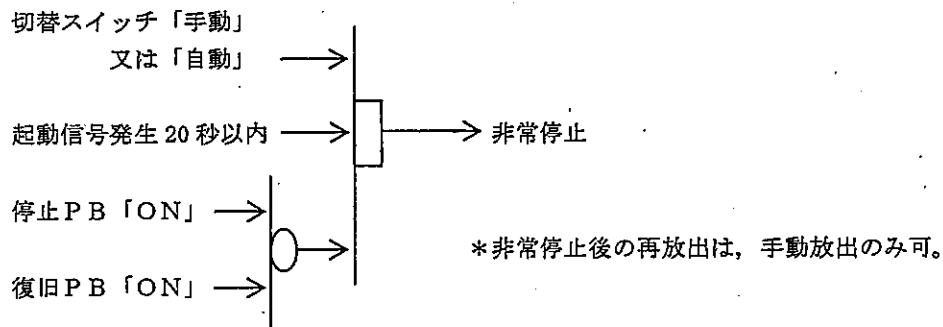 切替スイッチ「手動」
又は「自動」
起動信号発生20秒以内
非常停止
停止PB「ON」
復旧PB「ON」
*非常停止後の再放出は,手動放出のみ可。